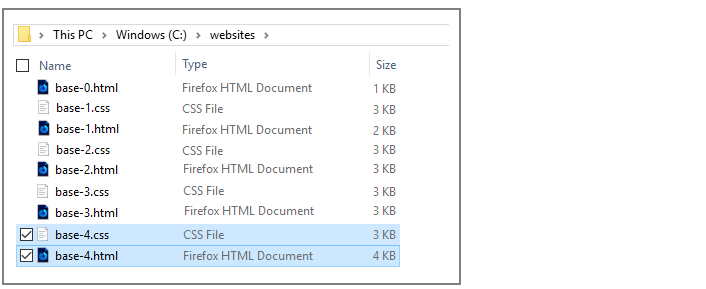 This PC > Windows (C:) > websites >
Name Type Size
base-0.html Firefox HTML Document 1 KB
base-1.css CSS File 3 KB
base-1.html Firefox HTML Document 2 KB
base-2.css CSS File 3 KB
base-2.html Firefox HTML Document 3 KB
base-3.css CSS File 3 KB
base-3.html Firefox HTML Document 3 KB
base-4.css CSS File 3 KB
base-4.html Firefox HTML Document 4 KB